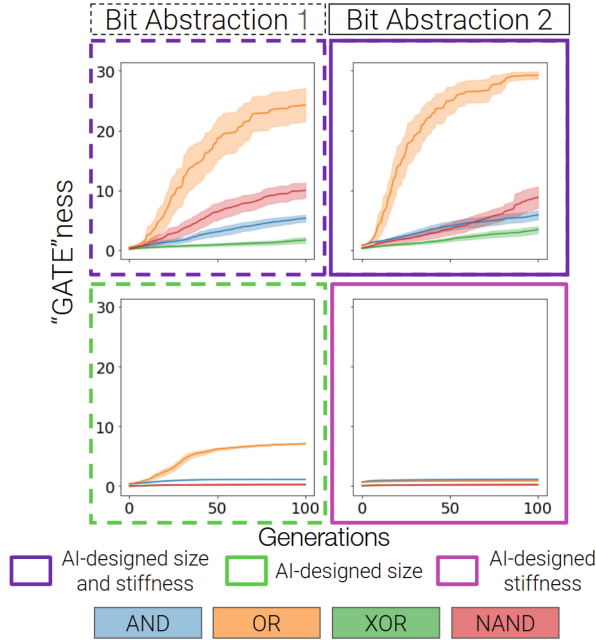 Bit Abstraction 1 Bit Abstraction 2
"GATE"ness
30
20
10
0
30
20
10
0
0 50 100 0 50 100
Generations
AI-designed size and stiffness
AI-designed size
AI-designed stiffness
AND OR XOR NAND